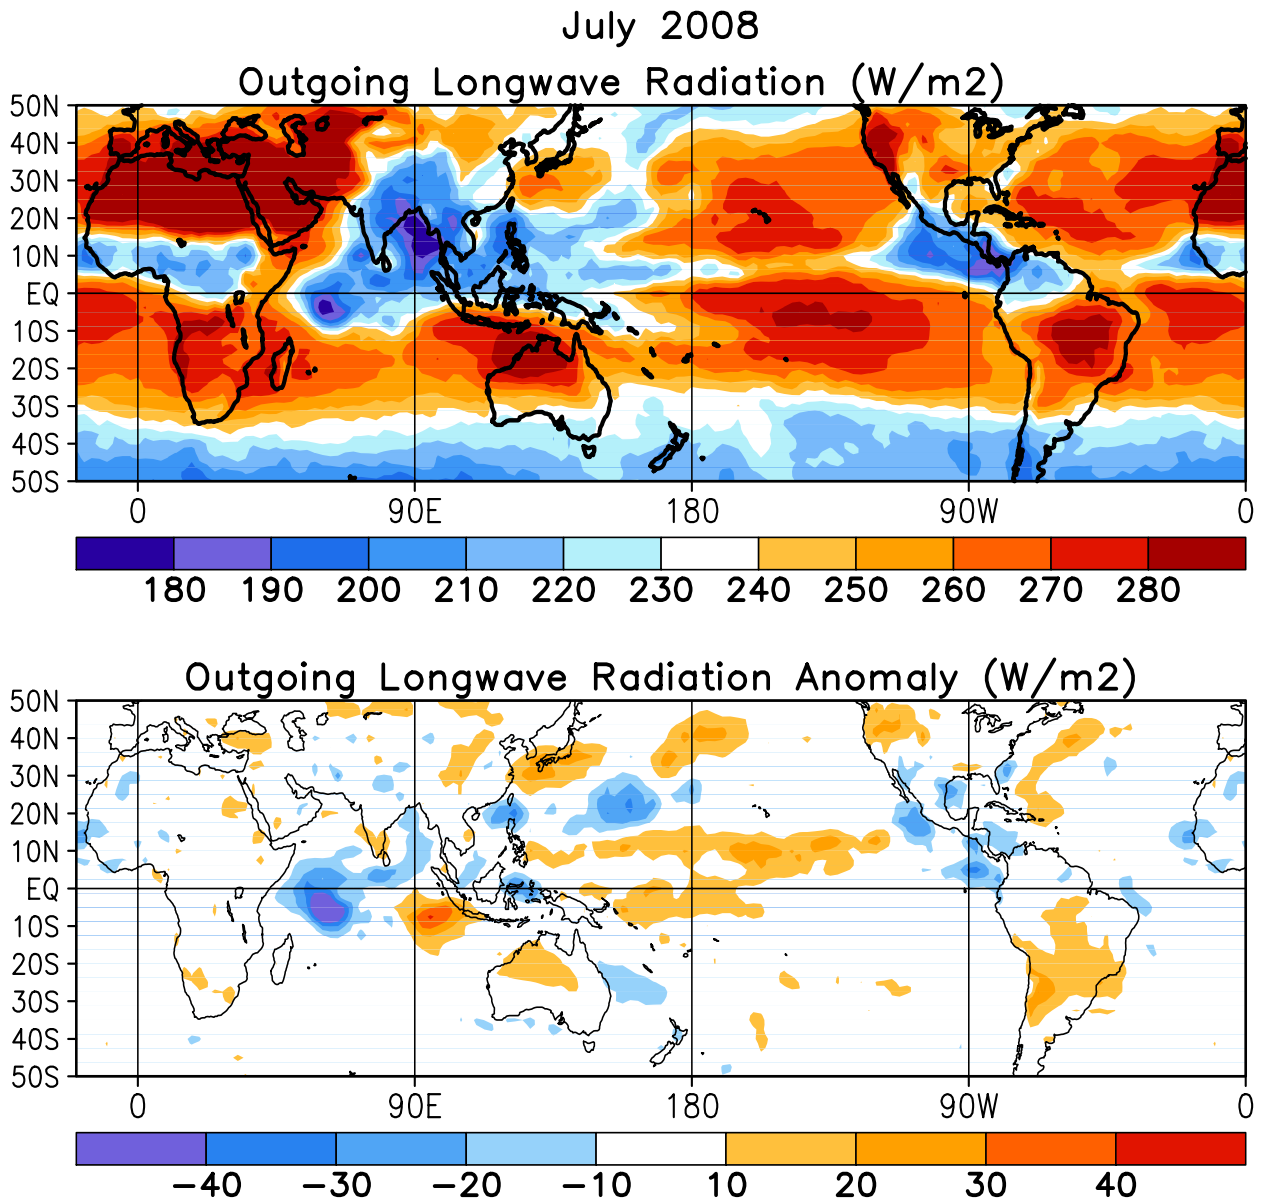 July 2008
Outgoing Longwave Radiation (W/m2)
50N
40N
30N
20N
10N
EQ
10S
20S
30S
40S
50S
0 90E 180 90W 0
180 190 200 210 220 230 240 250 260 270 280
Outgoing Longwave Radiation Anomaly (W/m2)
50N
40N
30N
20N
10N
EQ
10S
20S
30S
40S
50S
0 90E 180 90W 0
−40 −30 −20 −10 10 20 30 40